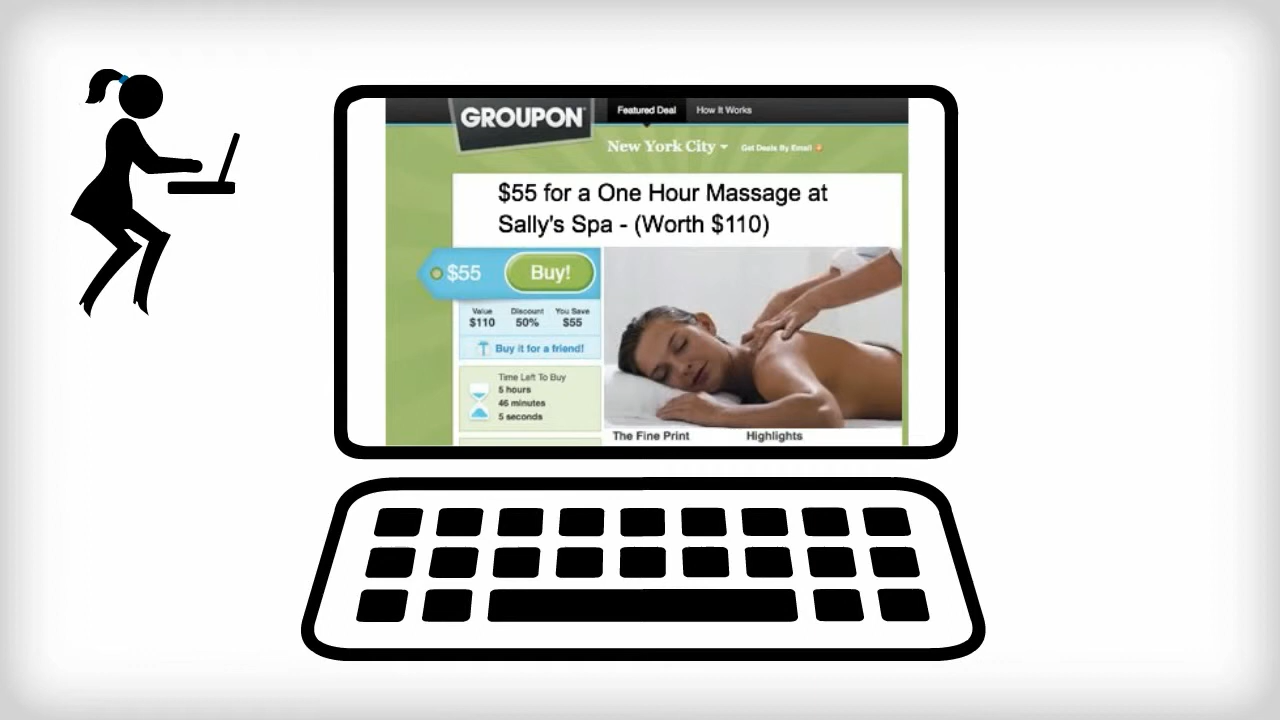 GROUPON
Featured Deal How It Works
New York City Get Deals By Email
$55 for a One Hour Massage at
Sally's Spa - (Worth $110)
$55 Buy!
Value Discount You Save
$110 50% $55
Buy it for a friend!
Time Left To Buy
5 hours
46 minutes
5 seconds
The Fine Print Highlights